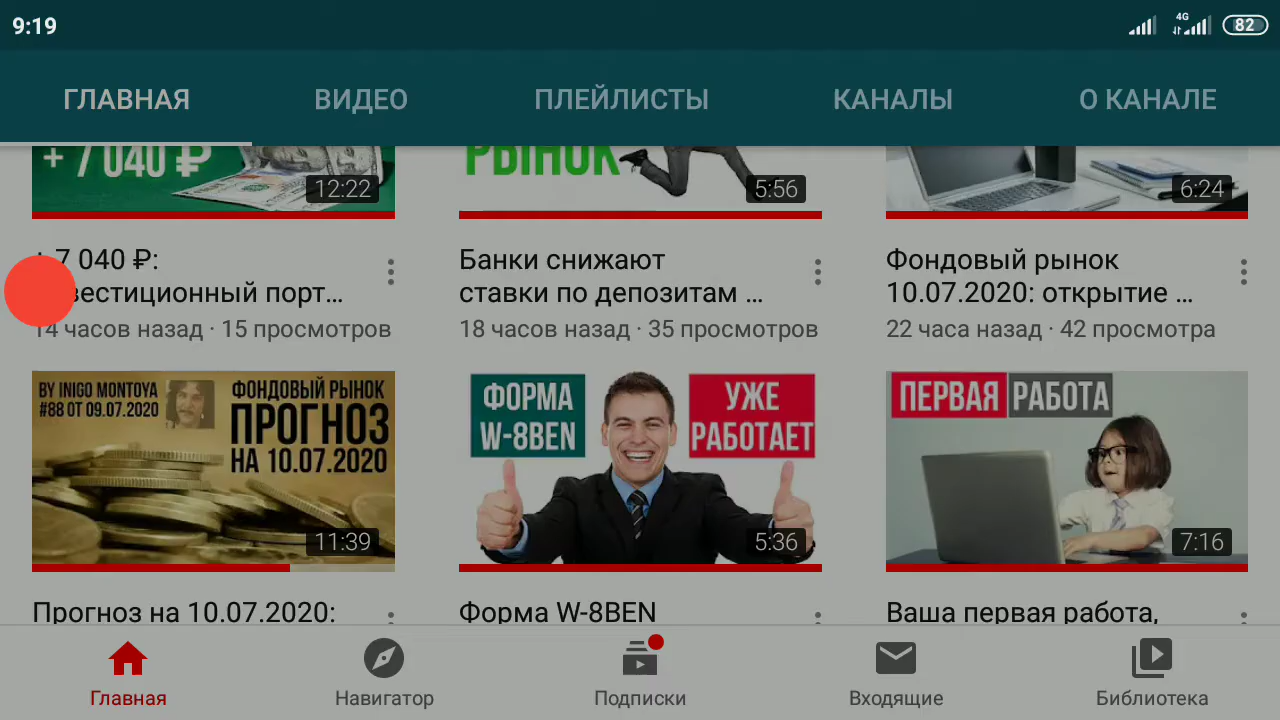 9:19
4G
82
ГЛАВНАЯ
ВИДЕО
ПЛЕЙЛИСТЫ
КАНАЛЫ
О КАНАЛЕ
+ 7 040 ₽
12:22
РЫНОК
5:56
6:24
7 040 ₽:
порт...
14 часов назад · 15 просмотров
Банки снижают
ставки по депозитам ...
18 часов назад · 35 просмотров
Фондовый рынок
10.07.2020: открытие ...
22 часа назад · 42 просмотра
BY INIGO MONTOYA
#88 ОТ 09.07.2020
ФОНДОВЫЙ РЫНОК
ПРОГНОЗ
НА 10.07.2020
11:39
ФОРМА
W-8BEN
УЖЕ
РАБОТАЕТ
5:36
ПЕРВАЯ РАБОТА
7:16
Прогноз на 10.07.2020:
Форма W-8BEN
Ваша первая работа,
Главная
Навигатор
Подписки
Входящие
Библиотека